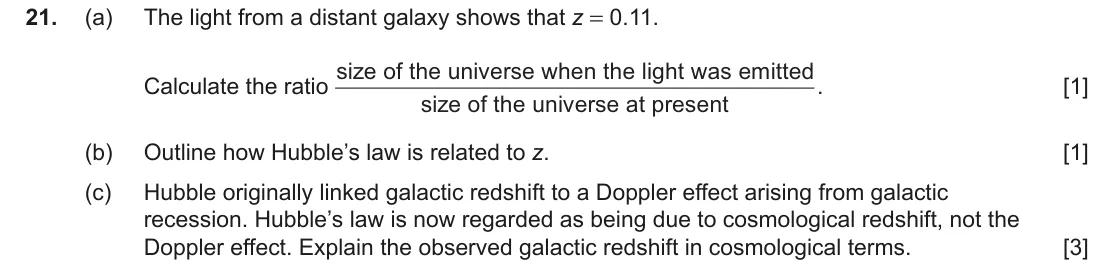 21. (a) The light from a distant galaxy shows that z = 0.11.
Calculate the ratio size of the universe when the light was emitted / size of the universe at present. [1]
(b) Outline how Hubble’s law is related to z. [1]
(c) Hubble originally linked galactic redshift to a Doppler effect arising from galactic
recession. Hubble’s law is now regarded as being due to cosmological redshift, not the
Doppler effect. Explain the observed galactic redshift in cosmological terms. [3]